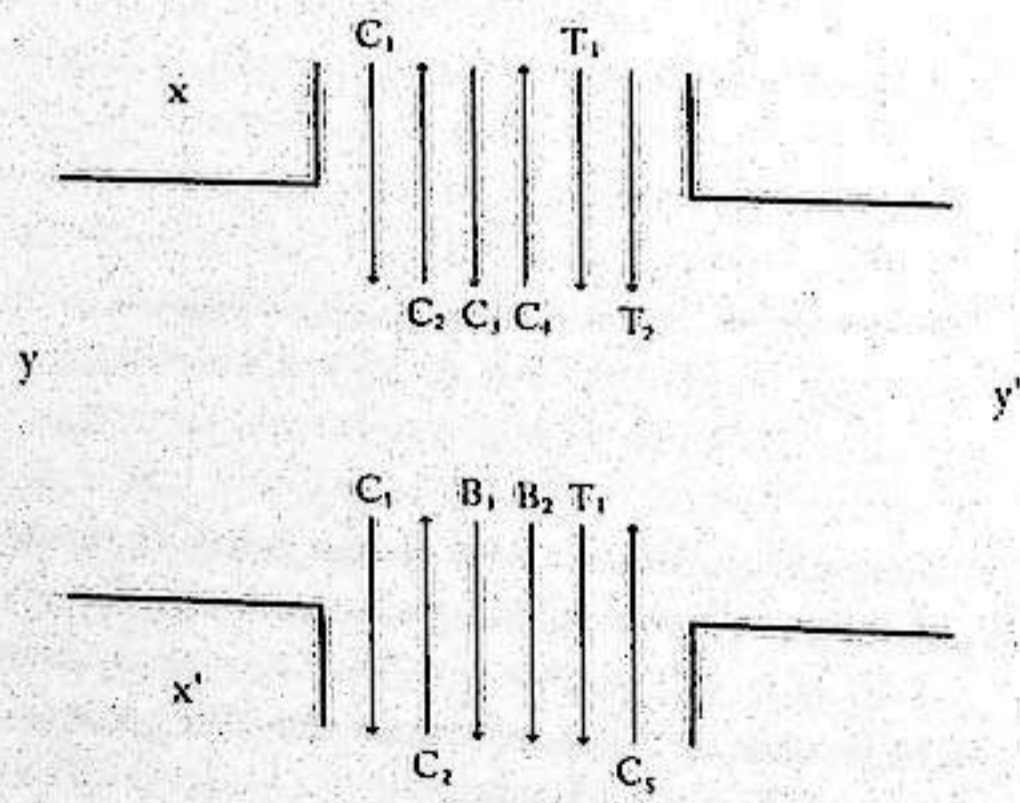 C₁ T₁
x
C₂ C₃ C₄ T₂
y
y'
C₁ B₁ B₂ T₁
x'
C₂ C₅